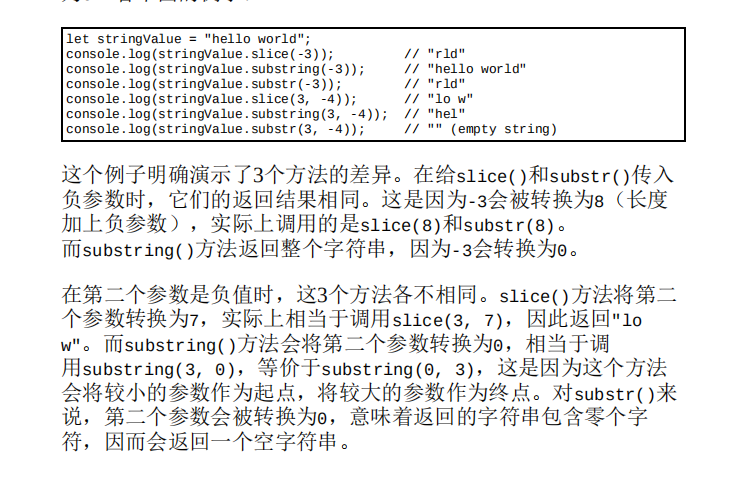 let stringValue = "hello world";
console.log(stringValue.slice(-3));         // "rld"
console.log(stringValue.substring(-3));     // "hello world"
console.log(stringValue.substr(-3));        // "rld"
console.log(stringValue.slice(3, -4));      // "lo w"
console.log(stringValue.substring(3, -4));  // "hel"
console.log(stringValue.substr(3, -4));     // "" (empty string)
这个例子明确演示了3个方法的差异。在给slice()和substr()传入
负参数时，它们的返回结果相同。这是因为-3会被转换为8（长度
加上负参数），实际上调用的是slice(8)和substr(8)。
而substring()方法返回整个字符串，因为-3会转换为0。
在第二个参数是负值时，这3个方法各不相同。slice()方法将第二
个参数转换为7，实际上相当于调用slice(3, 7)，因此返回"lo
w"。而substring()方法会将第二个参数转换为0，相当于调
用substring(3, 0)，等价于substring(0, 3)，这是因为这个方法
会将较小的参数作为起点，将较大的参数作为终点。对substr()来
说，第二个参数会被转换为0，意味着返回的字符串包含零个字
符，因而会返回一个空字符串。